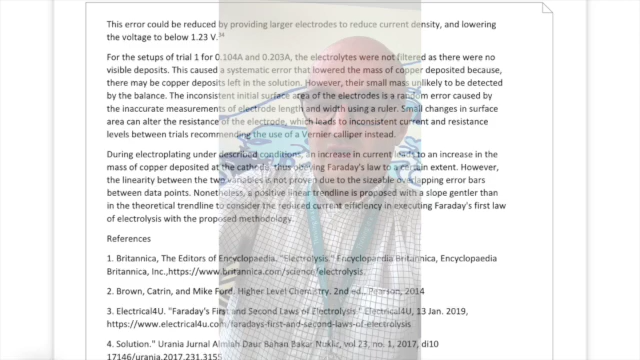 This error could be reduced by providing larger electrodes to reduce current density, and lowering
the voltage to below 1.23 V.³⁴
For the setups of trial 1 for 0.104A and 0.203A, the electrolytes were not filtered as there were no
visible deposits. This caused a systematic error that lowered the mass of copper deposited because,
there may be copper deposits left in the solution. However, their small mass unlikely to be detected
by the balance. The inconsistent initial surface area of the electrodes is a random error caused by
the inaccurate measurements of electrode length and width using a ruler. Small changes in surface
area can alter the resistance of the electrode, which leads to inconsistent current and resistance
levels between trials recommending the use of a Vernier calliper instead.
During electroplating under described conditions, an increase in current leads to an increase in the
mass of copper deposited at the cathode, thus obeying Faraday's law to a certain extent. However,
the linearity between the two variables is not proven due to the sizeable overlapping error bars
between data points. Nonetheless, a positive linear trendline is proposed with a slope gentler than
in the theoretical trendline to consider the reduced current efficiency in executing Faraday's first law
of electrolysis with the proposed methodology.
References
1. Britannica, The Editors of Encyclopaedia. "Electrolysis." Encyclopaedia Britannica, Encyclopaedia
Britannica, Inc.,https://www.britannica.com/science/electrolysis.
2. Brown, Catrin, and Mike Ford. Higher Level Chemistry. 2nd ed., Pearson, 2014
3. Electrical4U. "Faraday's First and Second Laws of Electrolysis." Electrical4U, 13 Jan. 2019,
https://www.electrical4u.com/faradays-first-and-second-laws-of-electrolysis
4. Solution." Urania Jurnal Almiah Daur Bahan Bakar Nuklir, vol 23, no. 1, 2017, di10
17146/urania.2017.231.3155